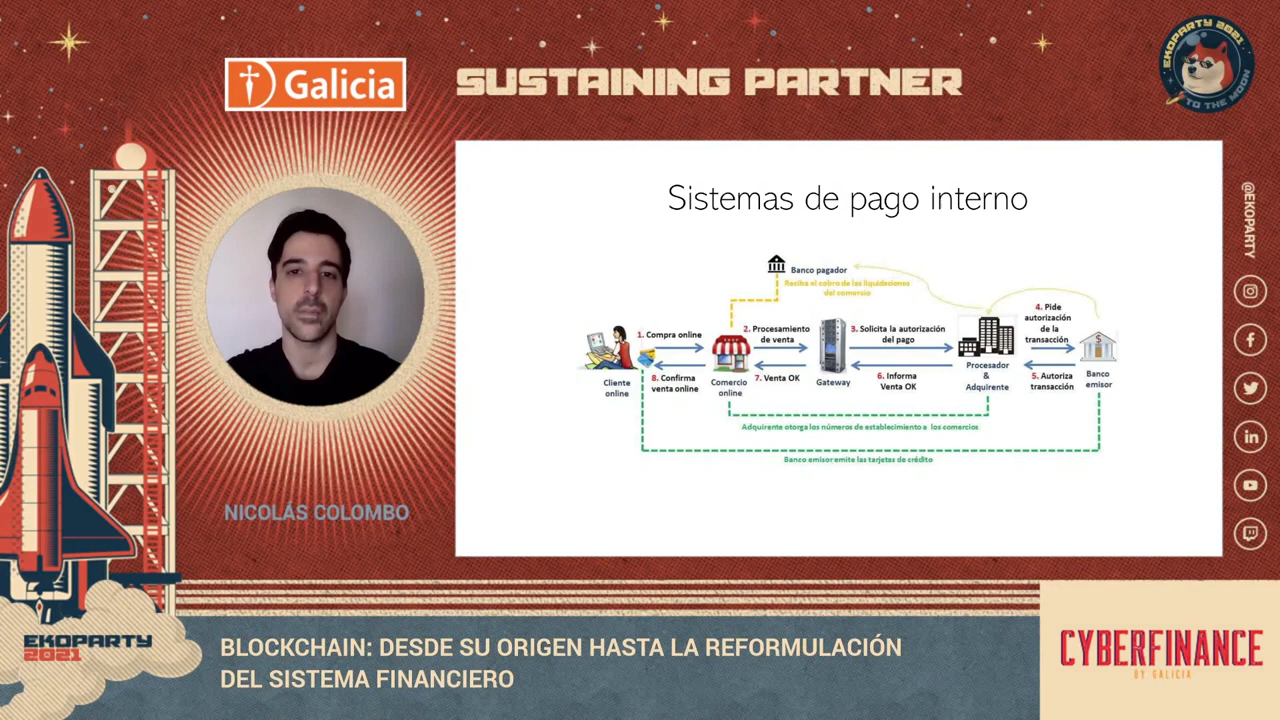 Galicia
SUSTAINING PARTNER
EKOPARTY 2021
TO THE MOON
@EKOPARTY
Sistemas de pago interno
Banco pagador
Reciba el cobro de las liquidaciones
del comercio
4. Pide
autorización
de la
transacción
1. Compra online
2. Procesamiento
de venta
3. Solicita la autorización
del pago
$
8. Confirma
venta online
7. Venta OK
6. Informa
Venta OK
5. Autoriza
transacción
Cliente
online
Comercio
online
Gateway
Procesador
&
Adquirente
Banco
emisor
Adquirente otorga los números de establecimiento a los comercios
Banco emisor emite las tarjetas de crédito
NICOLÁS COLOMBO
EKOPARTY
2021
BLOCKCHAIN: DESDE SU ORIGEN HASTA LA REFORMULACIÓN
DEL SISTEMA FINANCIERO
CYBERFINANCE
BY GALICIA